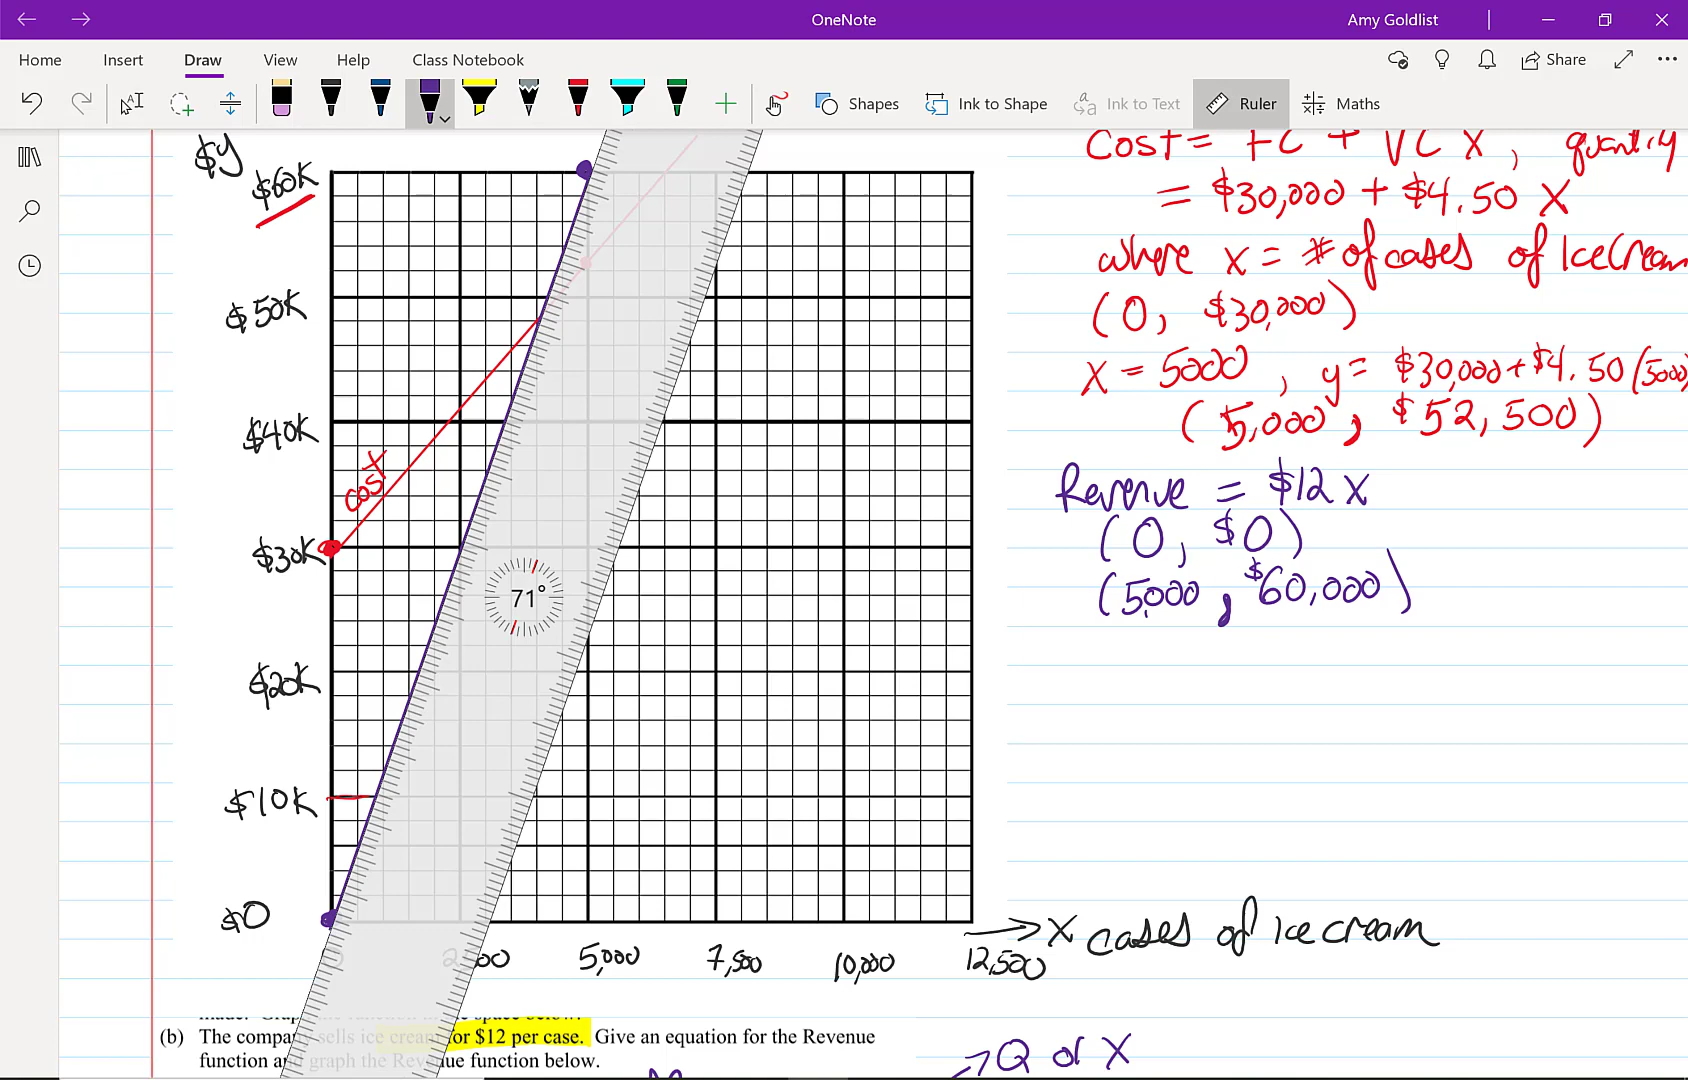 OneNote
Amy Goldlist
Home Insert Draw View Help Class Notebook
Share
Shapes Ink to Shape Ink to Text Ruler Maths
$y
$60K
$50K
$40K
cost
$30K
$20K
$10K
$0
71°
5,000 7,500 10,000 12,500
→ X cases of Ice cream
Cost = FC + VC X, quantity
= $30,000 + $4.50 X
where x = # of cases of Ice Cream
(0, $30,000)
X = 5000, y = $30,000 + $4.50(5000)
(5,000, $52,500)
Revenue = $12 X
(0, $0)
(5,000, $60,000)
(b) The company sells ice cream for $12 per case. Give an equation for the Revenue
function and graph the Revenue function below.
Q or X